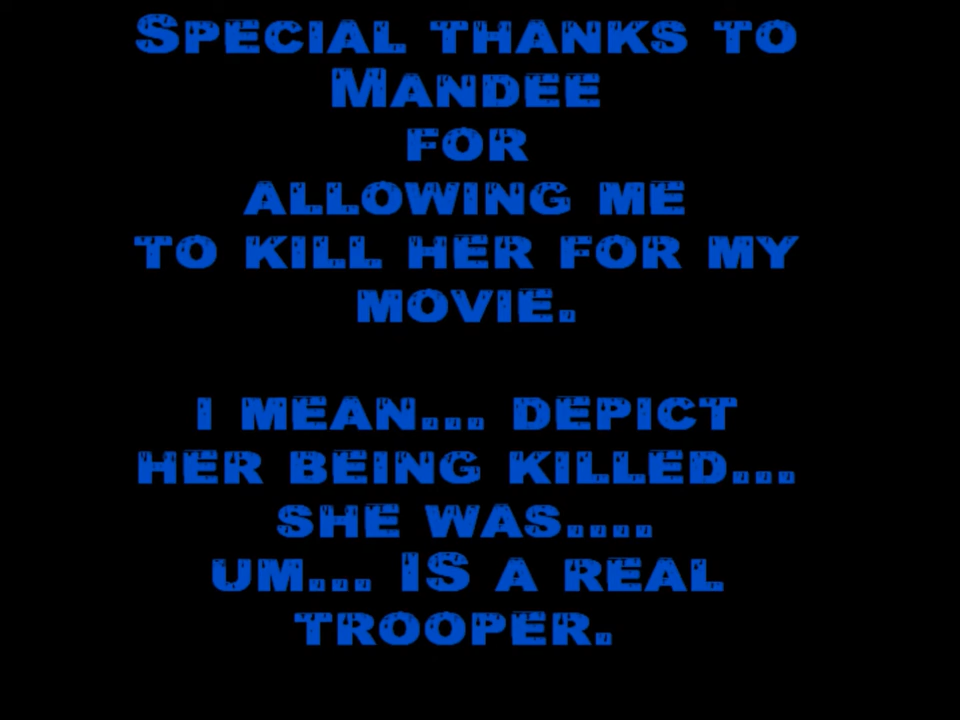 Special thanks to
Mandee
for
allowing me
to kill her for my
movie.
i mean... depict
her being killed...
she was....
um... IS a real
trooper.